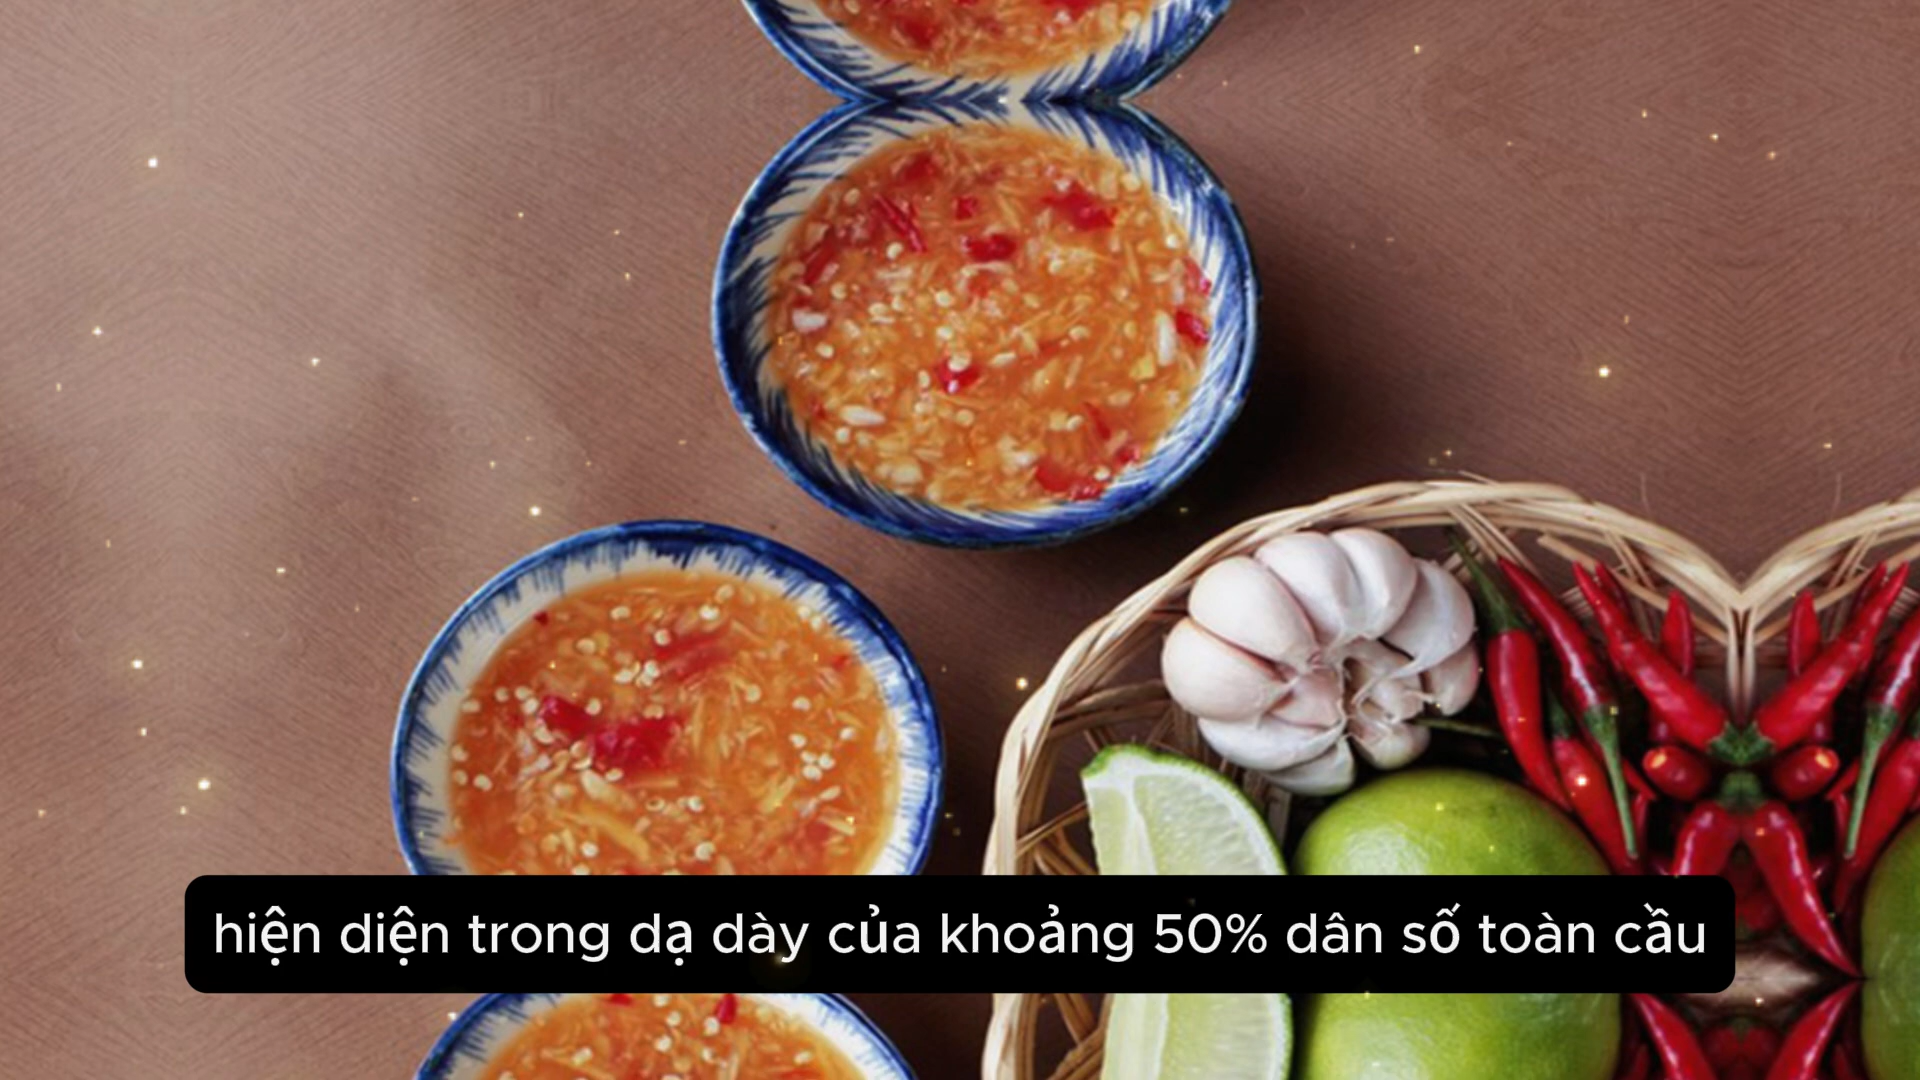 hiện diện trong dạ dày của khoảng 50% dân số toàn cầu